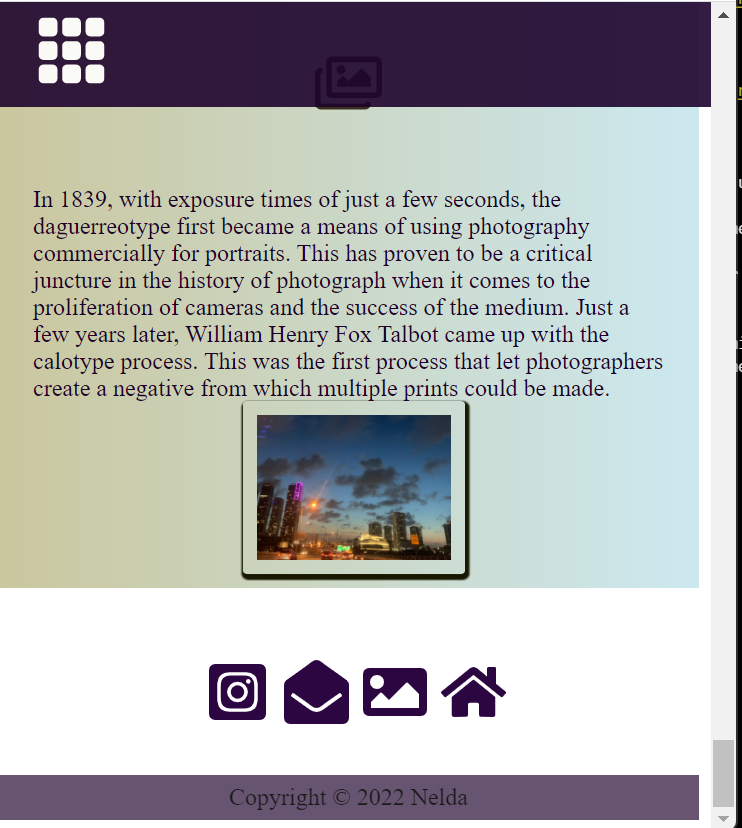 In 1839, with exposure times of just a few seconds, the
daguerreotype first became a means of using photography
commercially for portraits. This has proven to be a critical
juncture in the history of photograph when it comes to the
proliferation of cameras and the success of the medium. Just a
few years later, William Henry Fox Talbot came up with the
calotype process. This was the first process that let photographers
create a negative from which multiple prints could be made.
Copyright © 2022 Nelda